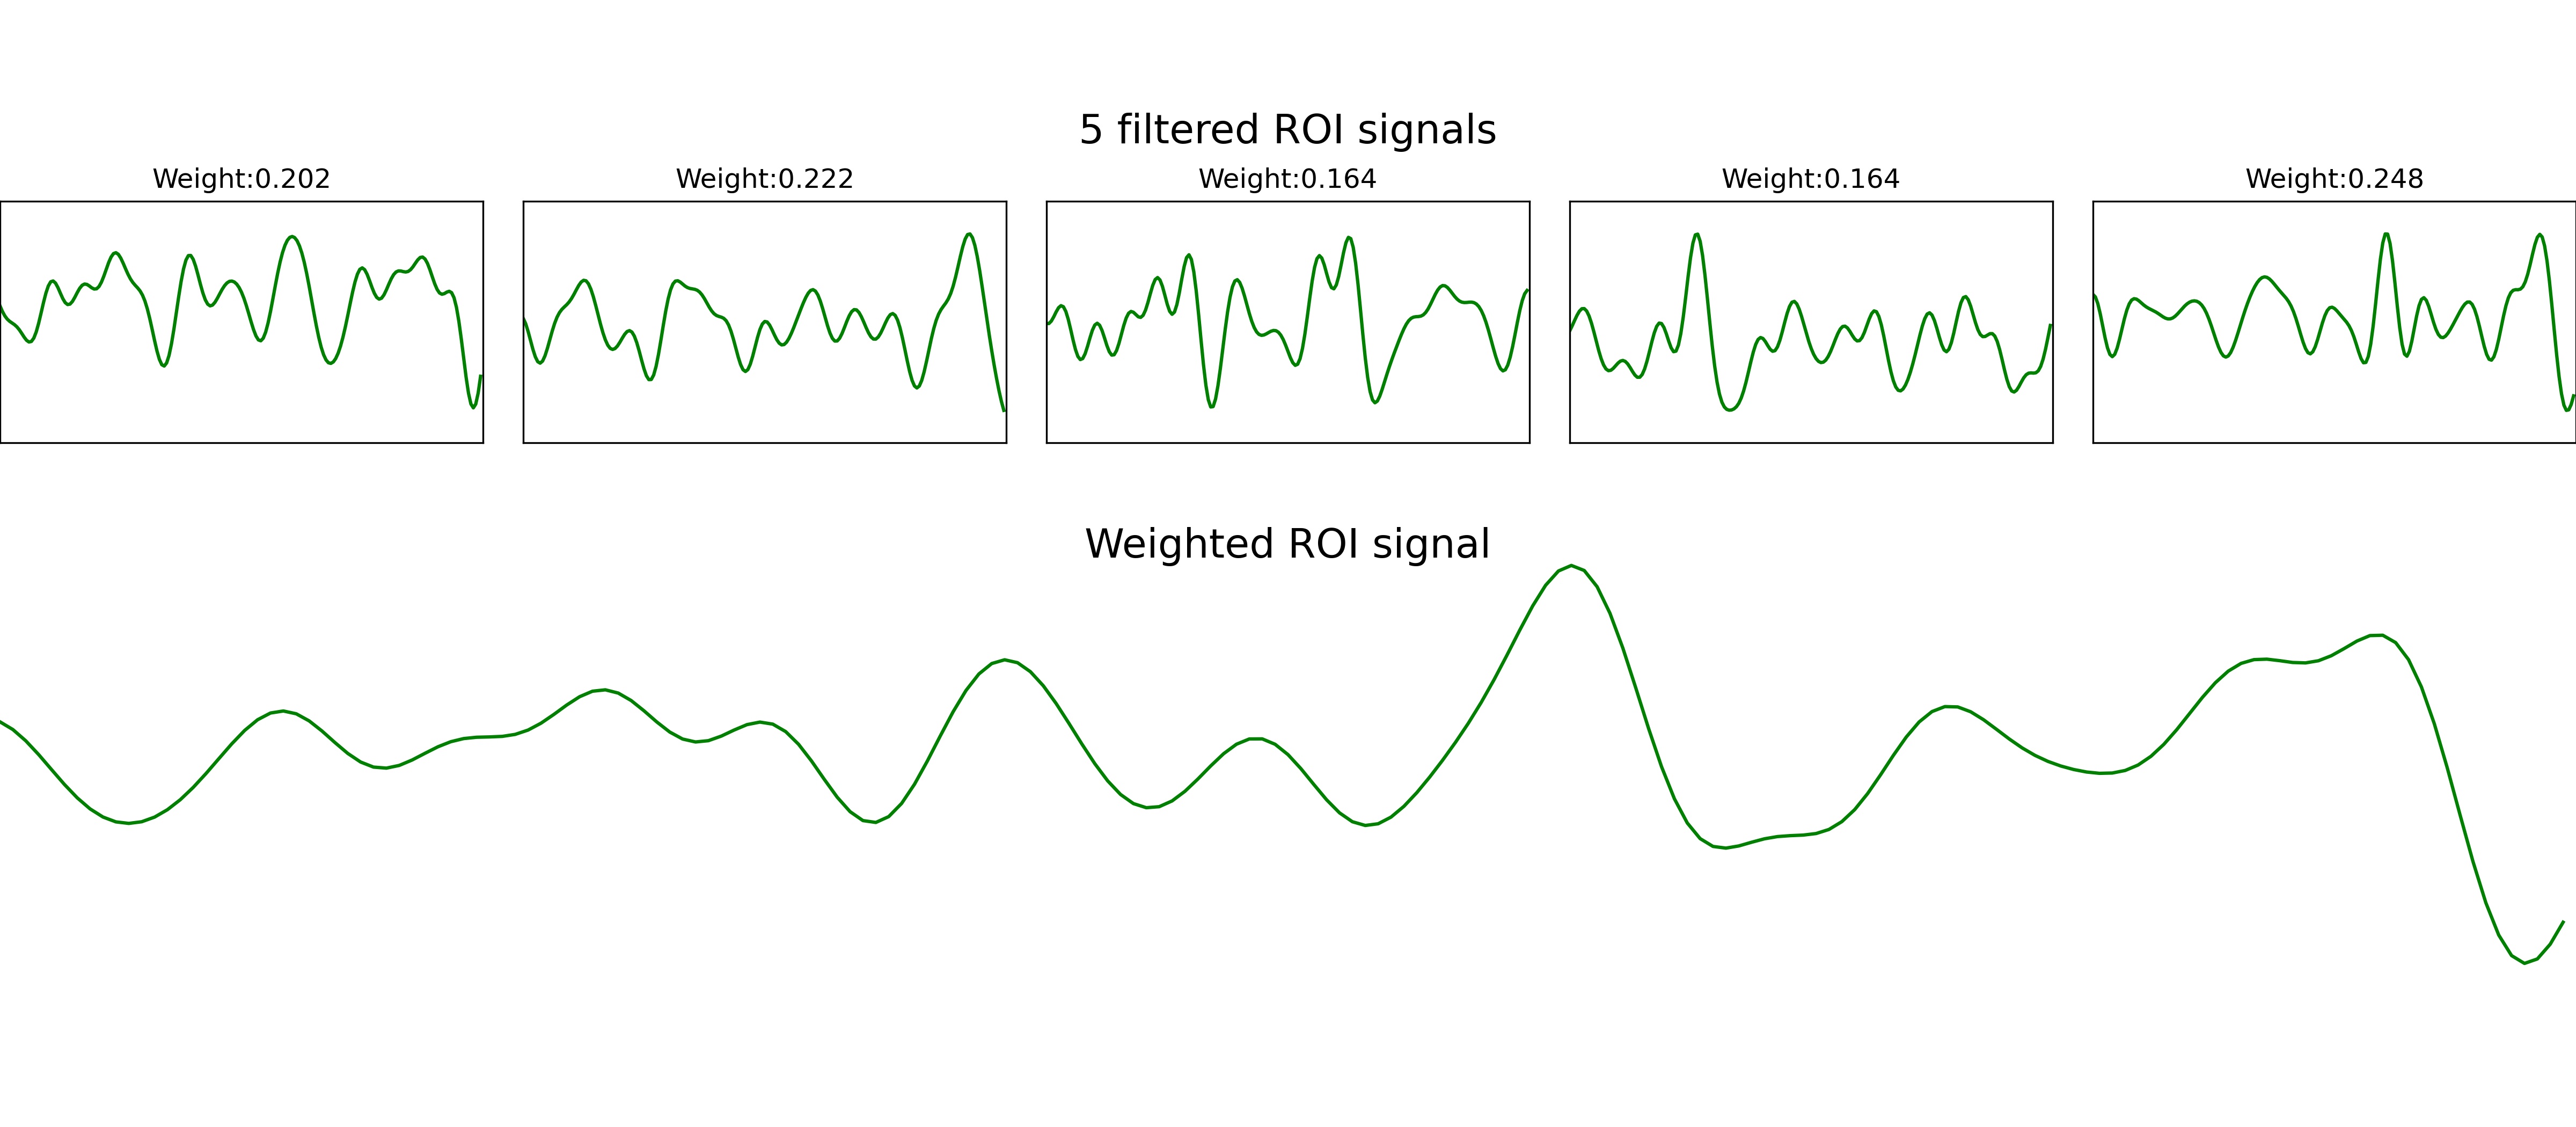 5 filtered ROI signals
Weight:0.202
Weight:0.222
Weight:0.164
Weight:0.164
Weight:0.248
Weighted ROI signal